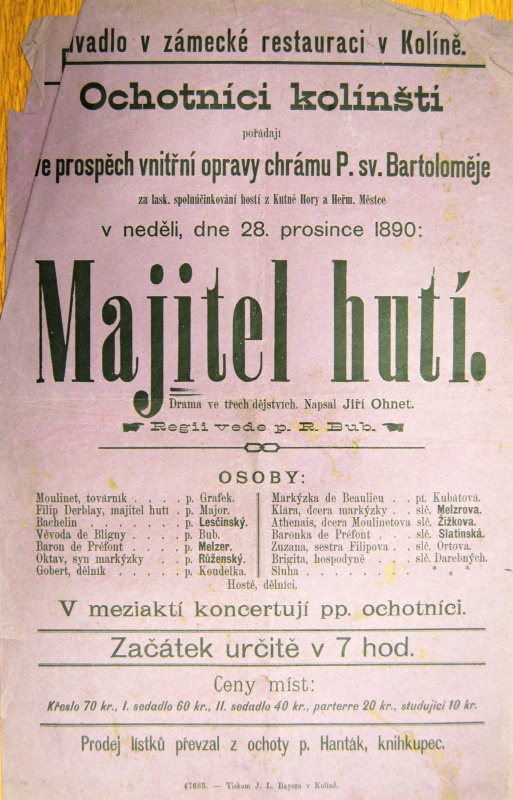 ivadlo v zámecké restauraci v Kolíně.
Ochotníci kolínští
pořádají
ve prospěch vnitřní opravy chrámu P. sv. Bartoloměje
za lask. spoluúčinkování hostí z Kutné Hory a Heřm. Městce
v neděli, dne 28. prosince 1890:
Majitel hutí.
Drama ve třech dějstvích. Napsal Jiří Ohnet.
Regii vede p. R. Bub.
OSOBY:
Moulinet, továrník . . . . p. Grafek.
Filip Derblay, majitel hutí . p. Major.
Bachelin . . . . . . . p. Lesčinský.
Vévoda de Bligny . . . . p. Bub.
Baron de Préfont . . . . p. Melzer.
Oktav, syn markýzky . . . p. Růženský.
Gobert, dělník . . . . . p. Koudelka.
Markýzka de Beaulieu . . pí. Kubátová.
Klára, dcera markýzky . . slč. Melzrova.
Athenais, dcera Moulinetova slč. Žižkova.
Baronka de Préfont . . . slč. Slatinská.
Zuzana, sestra Filipova . . slč. Ortova.
Brigita, hospodyně . . . slč. Darebných.
Sluha . . . . . . . . * * *
Hosté, dělníci.
V meziaktí koncertují pp. ochotníci.
Začátek určitě v 7 hod.
Ceny míst:
Křeslo 70 kr., I. sedadlo 60 kr., II. sedadlo 40 kr., parterre 20 kr., studující 10 kr.
Prodej lístků převzal z ochoty p. Hanták, knihkupec.
47685. — Tiskem J. L. Bayera v Kolíně.